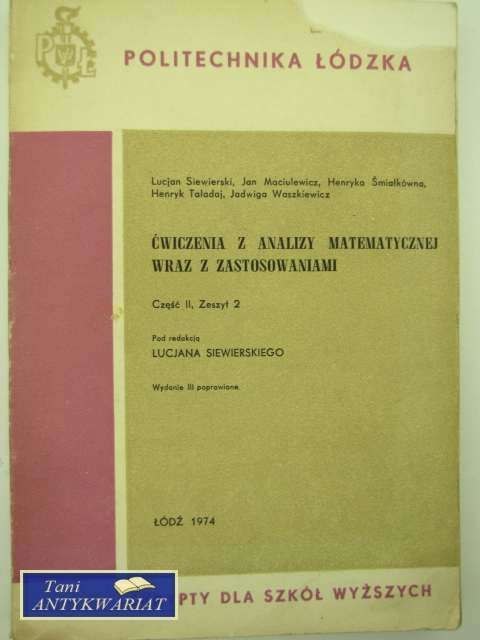 POLITECHNIKA ŁÓDZKA
Lucjan Siewierski, Jan Maciulewicz, Henryka Śmiałkówna,
Henryk Taładaj, Jadwiga Waszkiewicz
ĆWICZENIA Z ANALIZY MATEMATYCZNEJ
WRAZ Z ZASTOSOWANIAMI
Część II, Zeszyt 2
Pod redakcją
LUCJANA SIEWIERSKIEGO
Wydanie III poprawione.
ŁÓDŹ 1974
PTY DLA SZKÓŁ WYŻSZYCH
Tani
ANTYKWARIAT